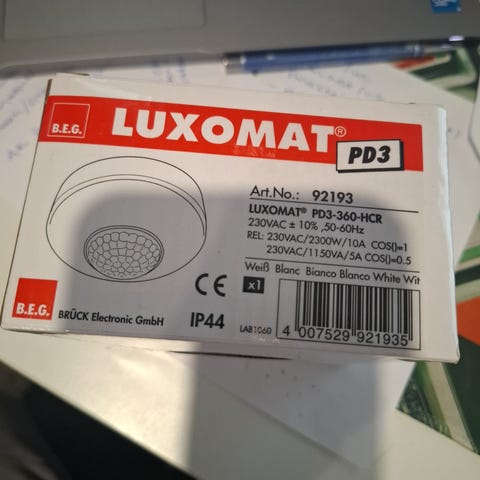 B.E.G.
LUXOMAT®
PD3
Art.No.: 92193
LUXOMAT® PD3-360-HCR
230VAC ± 10% ,50-60Hz
REL: 230VAC/2300W/10A COS()=1
230VAC/1150VA/5A COS()=0.5
Weiß Blanc Bianco Blanco White Wit
CE
x1
B.E.G.
BRÜCK Electronic GmbH
IP44
LAB1060
4 007529 921935